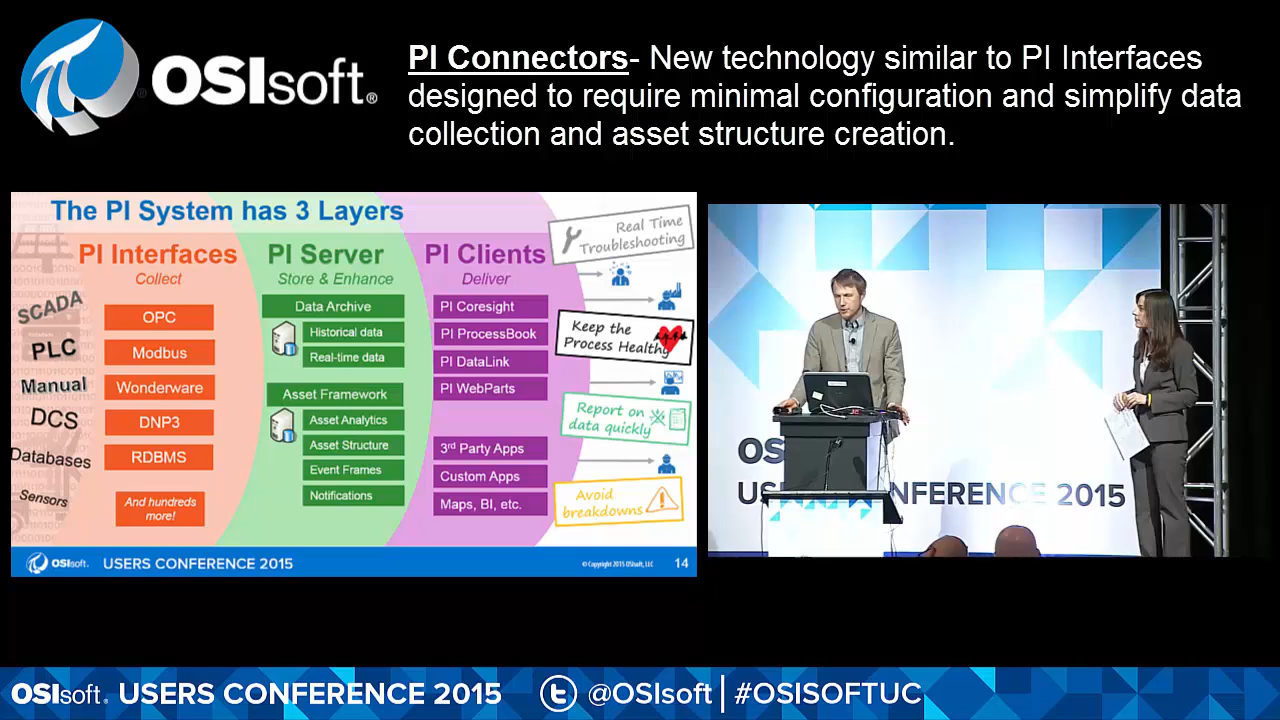 OSIsoft®
PI Connectors- New technology similar to PI Interfaces
designed to require minimal configuration and simplify data
collection and asset structure creation.
The PI System has 3 Layers
PI Interfaces
Collect
SCADA
PLC
Manual
DCS
Databases
Sensors
OPC
Modbus
Wonderware
DNP3
RDBMS
And hundreds
more!
PI Server
Store & Enhance
Data Archive
Historical data
Real-time data
Asset Framework
Asset Analytics
Asset Structure
Event Frames
Notifications
PI Clients
Deliver
PI Coresight
PI ProcessBook
PI DataLink
PI WebParts
3rd Party Apps
Custom Apps
Maps, BI, etc.
Real Time
Troubleshooting
Keep the
Process Healthy
Report on
data quickly
Avoid
breakdowns
OSIsoft. USERS CONFERENCE 2015
© Copyright 2015 OSIsoft, LLC 14
OS
USE NFERENCE 2015
OSIsoft. USERS CONFERENCE 2015 @OSIsoft #OSISOFTUC